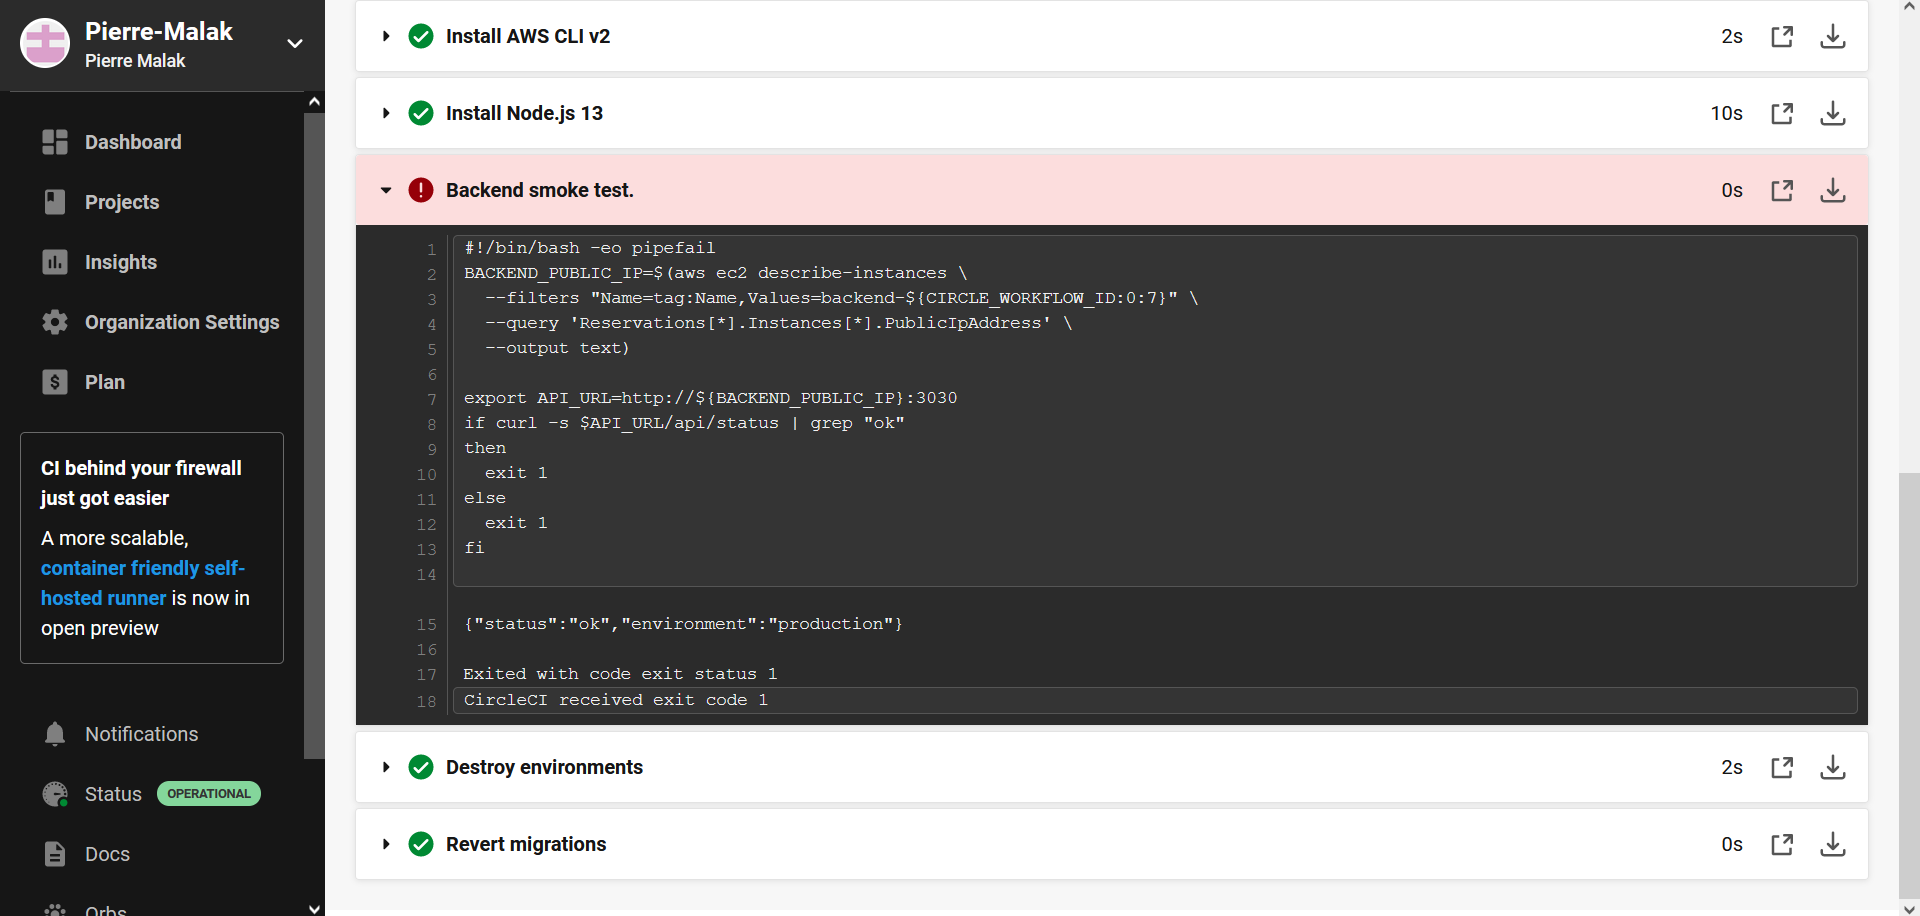 Pierre-Malak
Pierre Malak
Dashboard
Projects
Insights
Organization Settings
Plan
CI behind your firewall
just got easier
A more scalable,
container friendly self-
hosted runner is now in
open preview
Notifications
Status OPERATIONAL
Docs
Orbs
Install AWS CLI v2 2s
Install Node.js 13 10s
Backend smoke test. 0s
1 #!/bin/bash -eo pipefail
2 BACKEND_PUBLIC_IP=$(aws ec2 describe-instances \
3   --filters "Name=tag:Name,Values=backend-${CIRCLE_WORKFLOW_ID:0:7}" \
4   --query 'Reservations[*].Instances[*].PublicIpAddress' \
5   --output text)
6
7 export API_URL=http://${BACKEND_PUBLIC_IP}:3030
8 if curl -s $API_URL/api/status | grep "ok"
9 then
10   exit 1
11 else
12   exit 1
13 fi
14
15 {"status":"ok","environment":"production"}
16
17 Exited with code exit status 1
18 CircleCI received exit code 1
Destroy environments 2s
Revert migrations 0s